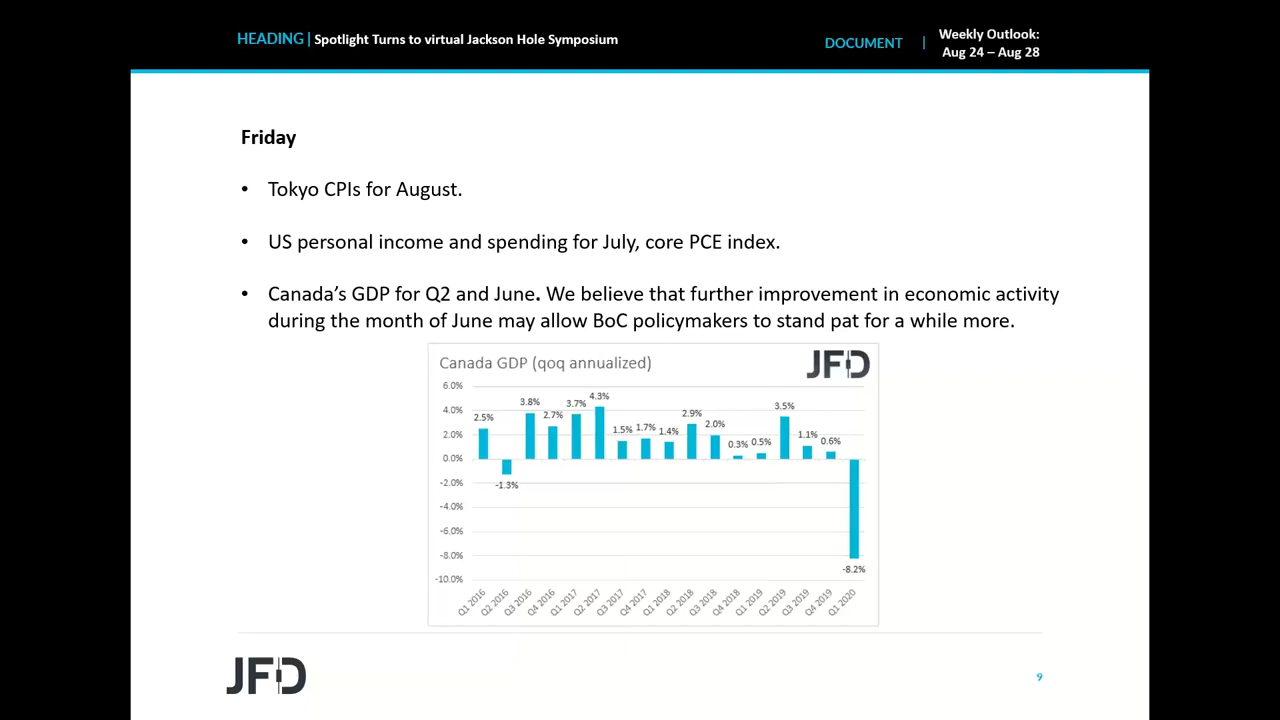 HEADING | Spotlight Turns to virtual Jackson Hole Symposium
DOCUMENT | Weekly Outlook:
Aug 24 – Aug 28
Friday
• Tokyo CPIs for August.
• US personal income and spending for July, core PCE index.
• Canada's GDP for Q2 and June. We believe that further improvement in economic activity
during the month of June may allow BoC policymakers to stand pat for a while more.
Canada GDP (qoq annualized)
JFD
6.0%
4.0%
2.0%
0.0%
-2.0%
-4.0%
-6.0%
-8.0%
-10.0%
2.5%
-1.3%
3.8%
2.7%
3.7%
4.3%
1.5%
1.7%
1.4%
2.9%
2.0%
0.3%
0.5%
3.5%
1.1%
0.6%
-8.2%
Q1 2016
Q2 2016
Q3 2016
Q4 2016
Q1 2017
Q2 2017
Q3 2017
Q4 2017
Q1 2018
Q2 2018
Q3 2018
Q4 2018
Q1 2019
Q2 2019
Q3 2019
Q4 2019
Q1 2020
JFD
9